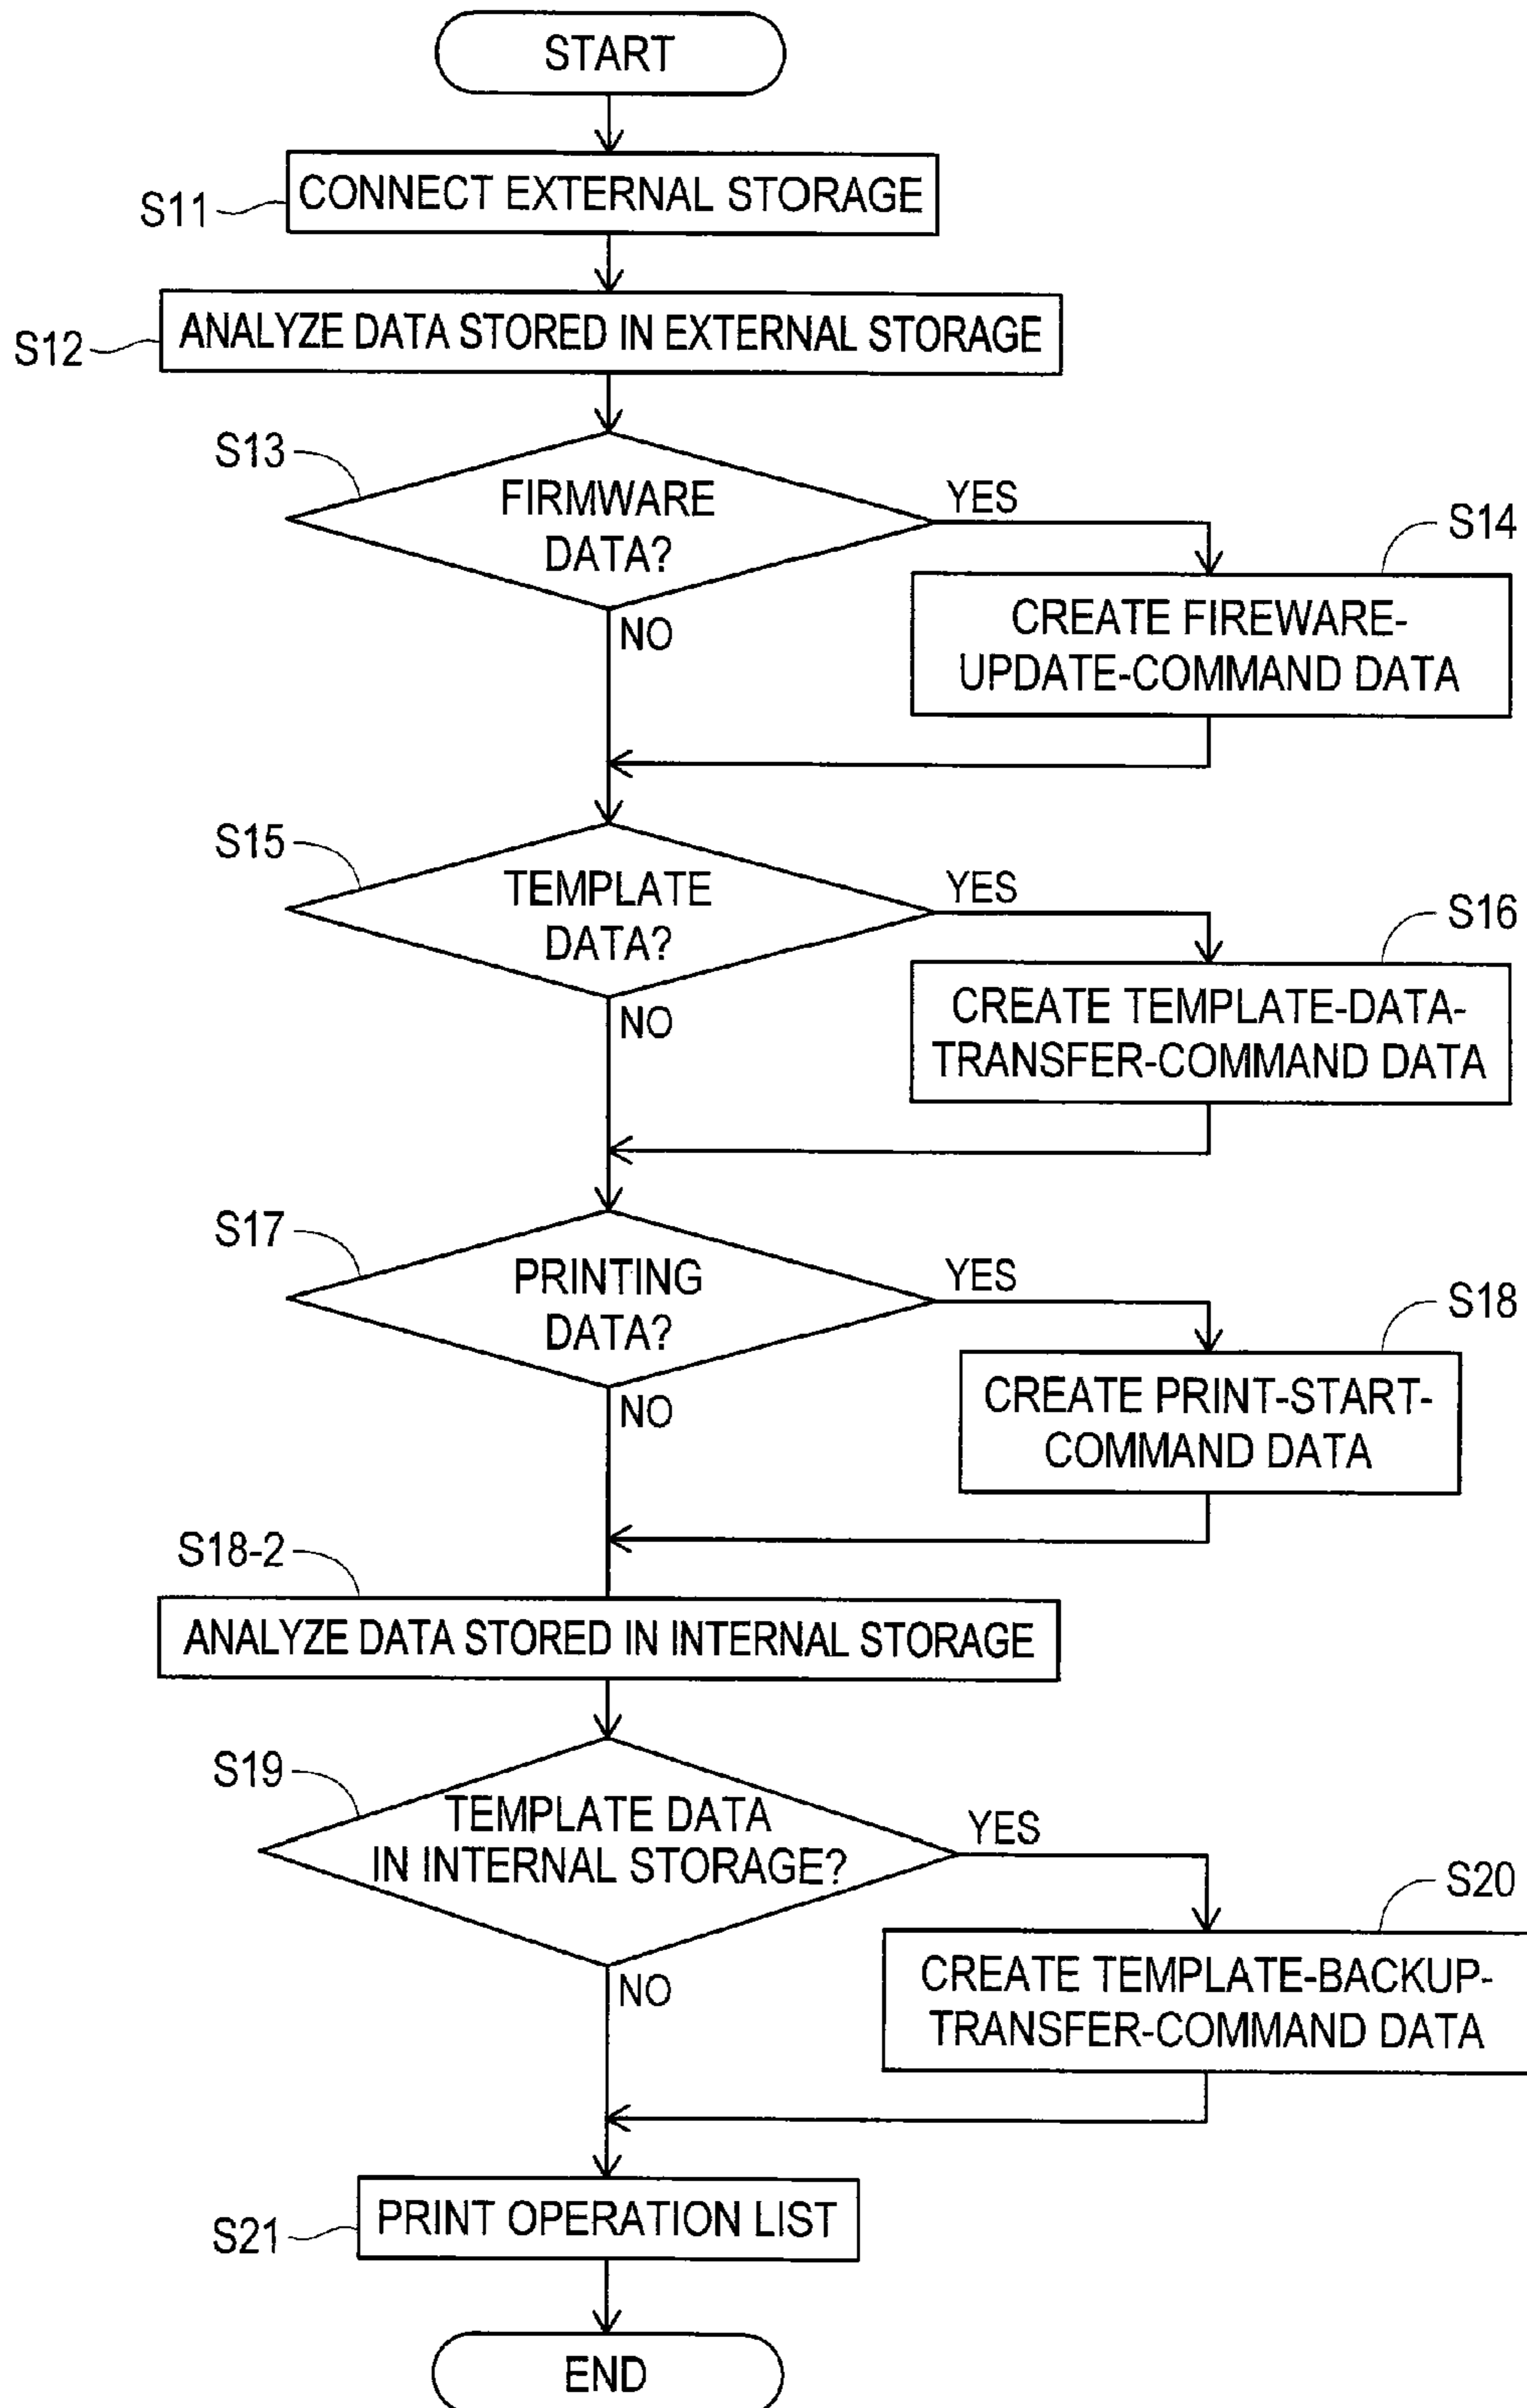 START
S11
CONNECT EXTERNAL STORAGE
S12
ANALYZE DATA STORED IN EXTERNAL STORAGE
S13
FIRMWARE
DATA?
YES
NO
S14
CREATE FIREWARE-
UPDATE-COMMAND DATA
S15
TEMPLATE
DATA?
YES
NO
S16
CREATE TEMPLATE-DATA-
TRANSFER-COMMAND DATA
S17
PRINTING
DATA?
YES
NO
S18
CREATE PRINT-START-
COMMAND DATA
S18-2
ANALYZE DATA STORED IN INTERNAL STORAGE
S19
TEMPLATE DATA
IN INTERNAL STORAGE?
YES
NO
S20
CREATE TEMPLATE-BACKUP-
TRANSFER-COMMAND DATA
S21
PRINT OPERATION LIST
END